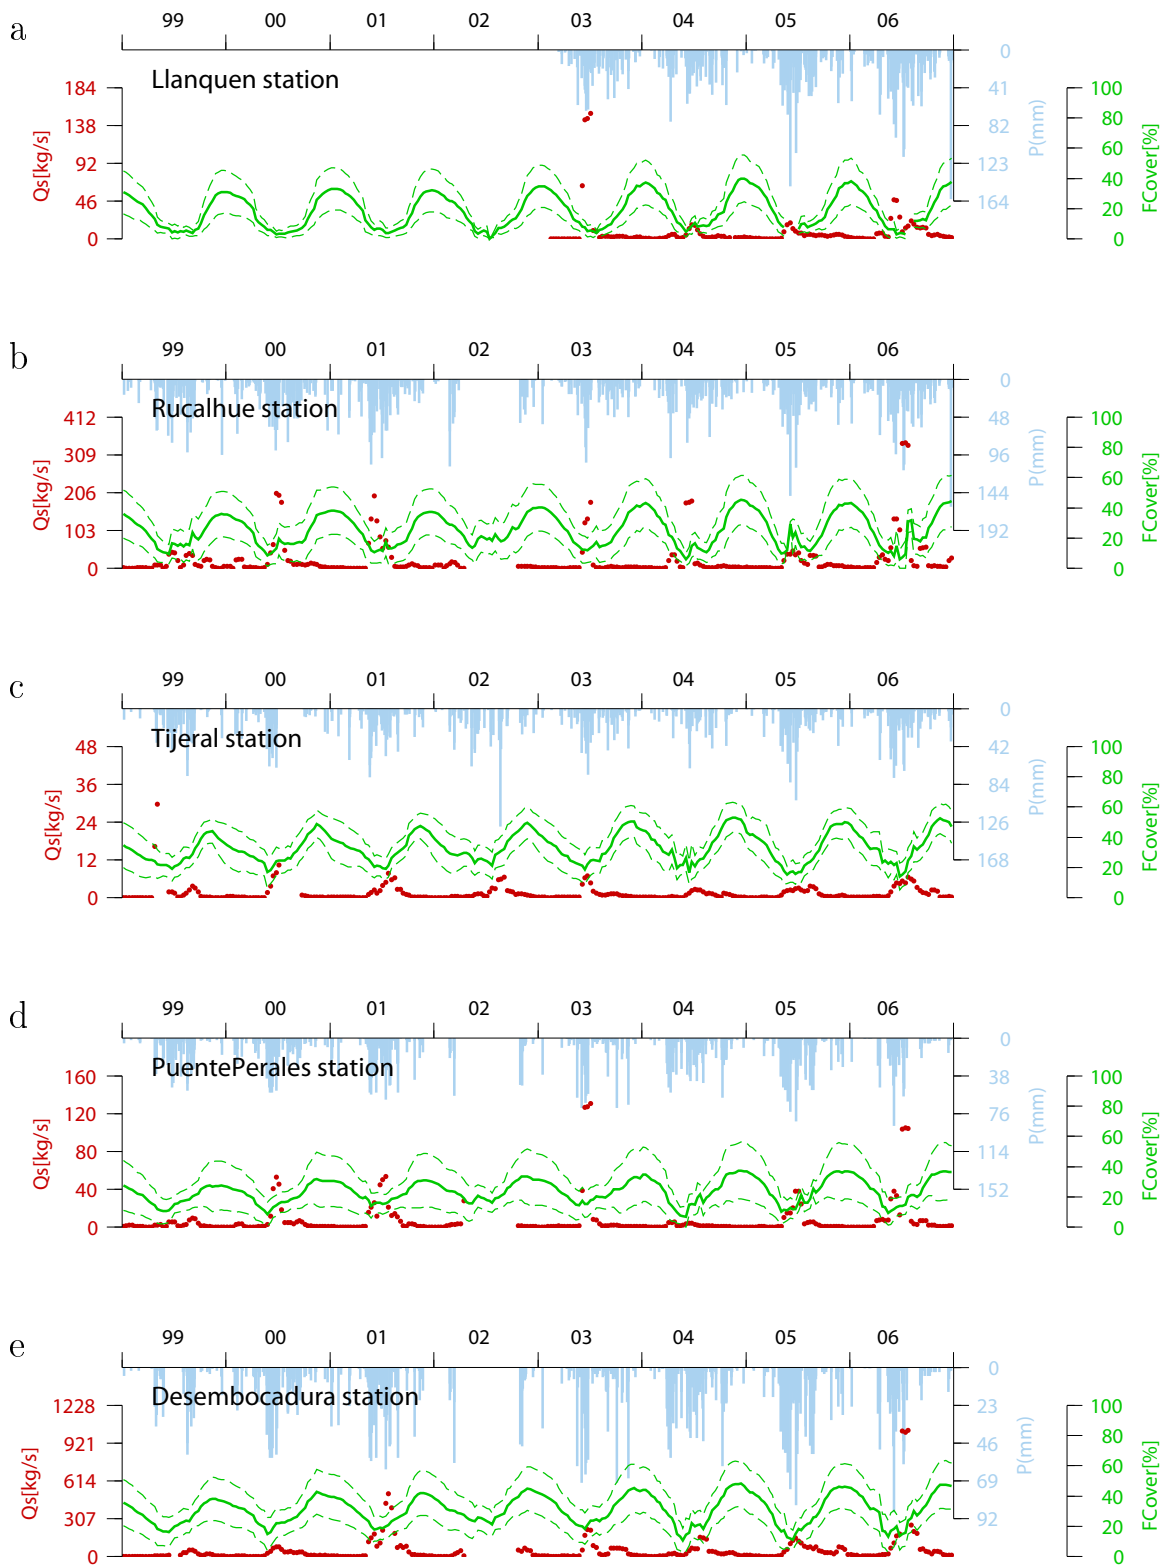 a
99 00 01 02 03 04 05 06
Llanquen station
184 138 92 46 0
Qs[kg/s]
0 41 82 123 164
P(mm)
100 80 60 40 20 0
FCover[%]
b
99 00 01 02 03 04 05 06
Rucalhue station
412 309 206 103 0
Qs[kg/s]
0 48 96 144 192
P(mm)
100 80 60 40 20 0
FCover[%]
c
99 00 01 02 03 04 05 06
Tijeral station
48 36 24 12 0
Qs[kg/s]
0 42 84 126 168
P(mm)
100 80 60 40 20 0
FCover[%]
d
99 00 01 02 03 04 05 06
PuentePerales station
160 120 80 40 0
Qs[kg/s]
0 38 76 114 152
P(mm)
100 80 60 40 20 0
FCover[%]
e
99 00 01 02 03 04 05 06
Desembocadura station
1228 921 614 307 0
Qs[kg/s]
0 23 46 69 92
P(mm)
100 80 60 40 20 0
FCover[%]